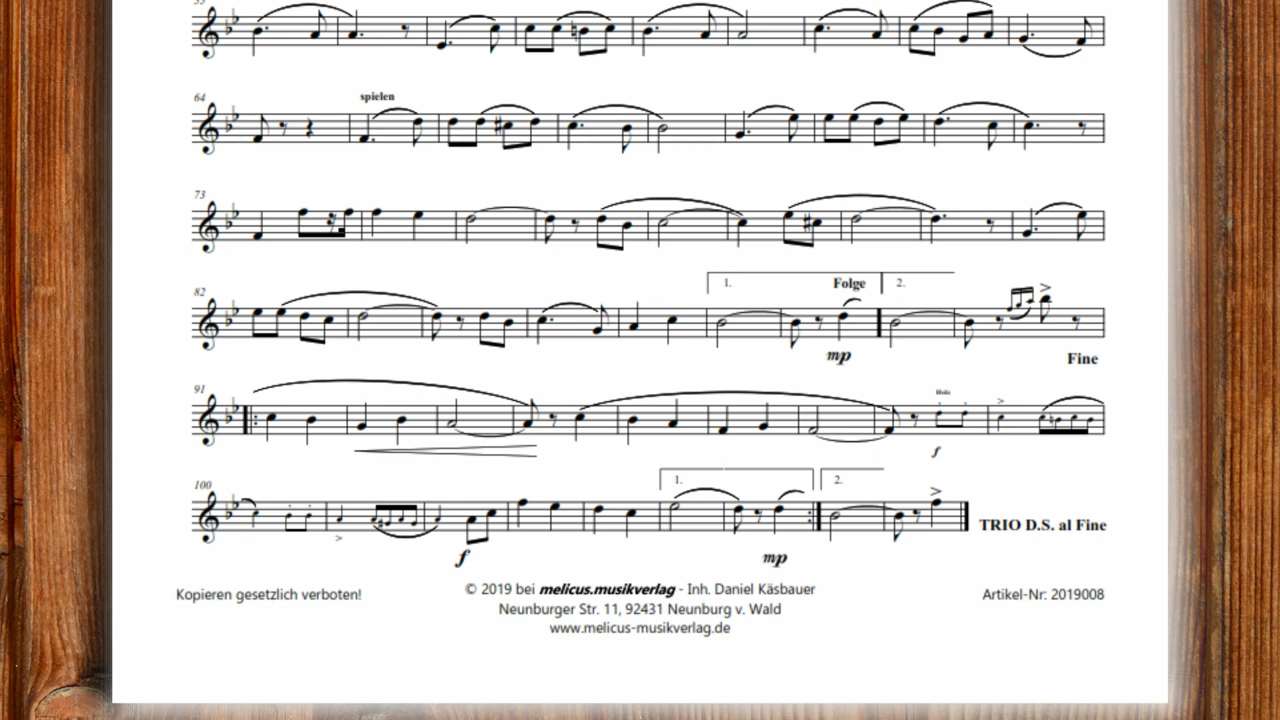 64
spielen
73
82
1.
Folge
2.
mp
Fine
91
Holz
f
100
1.
2.
f
mp
TRIO D.S. al Fine
Kopieren gesetzlich verboten!
© 2019 bei melicus.musikverlag - Inh. Daniel Käsbauer
Artikel-Nr: 2019008
Neunburger Str. 11, 92431 Neunburg v. Wald
www.melicus-musikverlag.de